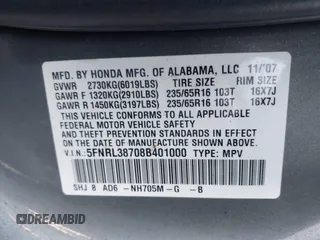 MFD. BY HONDA MFG. OF ALABAMA, LLC 11/07
GVWR 2730KG(6019LBS) TIRE SIZE RIM SIZE
GAWR F 1320KG(2910LBS) 235/65R16 103T 16X7J
GAWR R 1450KG(3197LBS) 235/65R16 103T 16X7J
THIS VEHICLE CONFORMS TO ALL APPLICABLE
FEDERAL MOTOR VEHICLE SAFETY AND THEFT
PREVENTION STANDARDS IN EFFECT ON THE DATE
OF MANUFACTURE SHOWN ABOVE.
V.I.N: 5FNRL38708B401000 TYPE: MPV
SHJ 8 AD6 -NH705M-G -B
DREAMBID